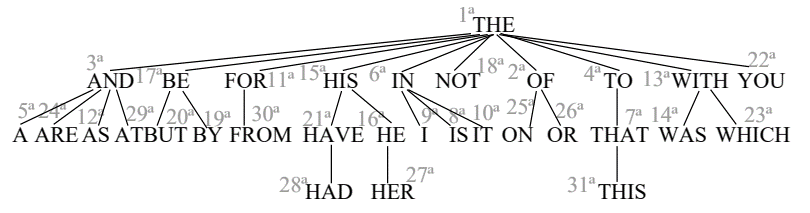 1ª THE
3ª AND 17ª BE FOR 11ª 15ª HIS 6ª IN NOT 18ª 2ª OF 4ª TO 13ª WITH YOU 22ª
5ª A 24ª ARE 12ª AS 29ª AT 20ª BUT 19ª BY FROM 30ª 21ª HAVE 16ª HE 9ª I 8ª IS 10ª IT 25ª ON 26ª OR THAT 7ª 14ª WAS 23ª WHICH
28ª HAD HER 27ª 31ª THIS